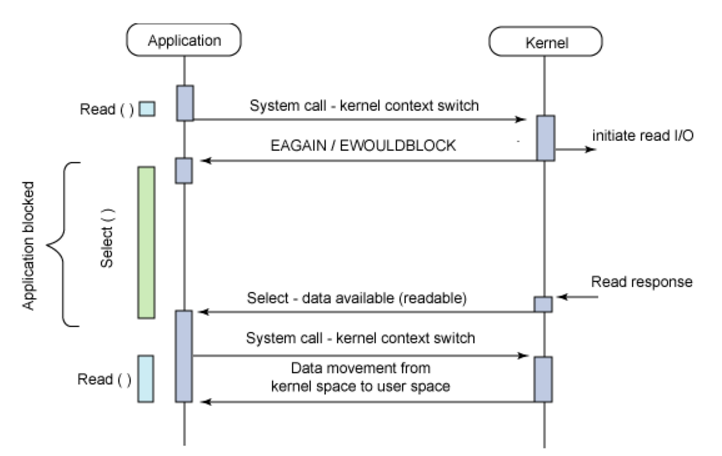 Application
Kernel
Read ( )
System call - kernel context switch
initiate read I/O
EAGAIN / EWOULDBLOCK
Application blocked
Select ( )
Read response
Select - data available (readable)
System call - kernel context switch
Read ( )
Data movement from
kernel space to user space